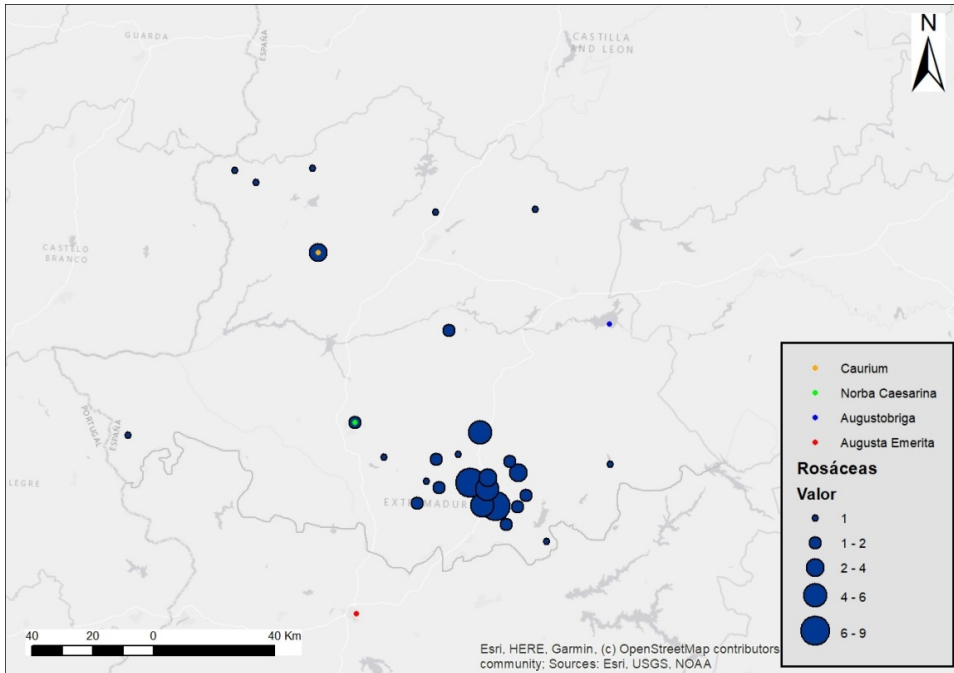 GUARDA
ESPAÑA
CASTILLA
AND LEON
N
CASTELO
BRANCO
PORTUGAL
ESPAÑA
LEGRE
EXTREMADUR
Caurium
Norba Caesarina
Augustobriga
Augusta Emerita
Rosáceas
Valor
1
1 - 2
2 - 4
4 - 6
6 - 9
40 20 0 40 Km
Esri, HERE, Garmin, (c) OpenStreetMap contributors
community; Sources: Esri, USGS, NOAA